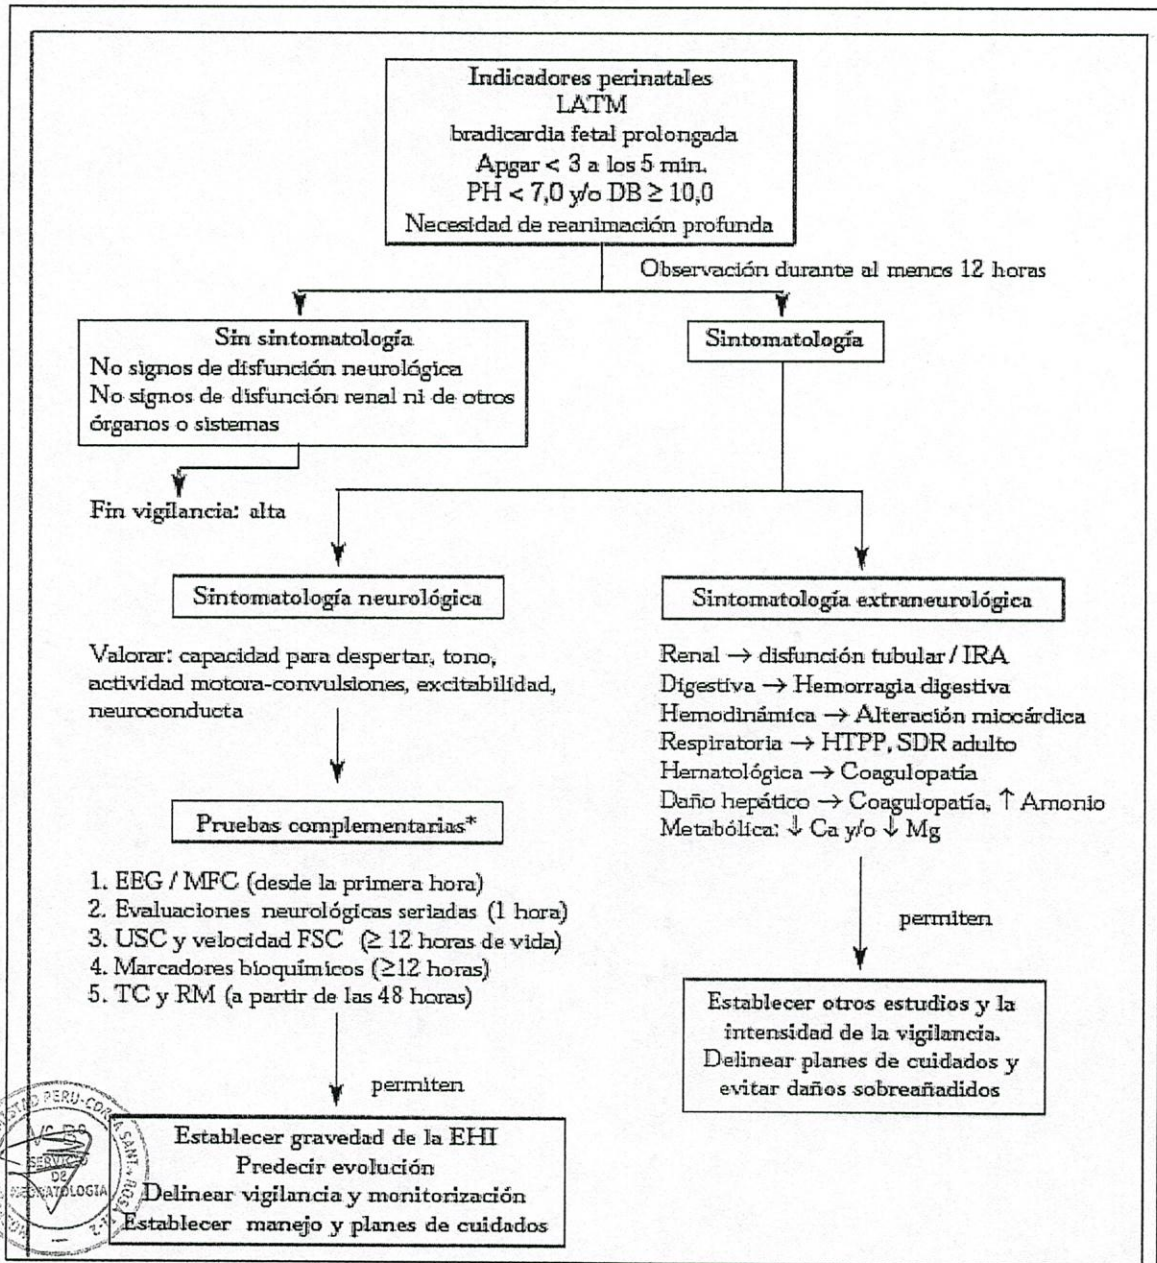 Indicadores perinatales
LATM
bradicardia fetal prolongada
Apgar < 3 a los 5 min.
PH < 7,0 y/o DB ≥ 10,0
Necesidad de reanimación profunda
Observación durante al menos 12 horas
Sin sintomatología
No signos de disfunción neurológica
No signos de disfunción renal ni de otros
órganos o sistemas
Sintomatología
Fin vigilancia: alta
Sintomatología neurológica
Valorar: capacidad para despertar, tono,
actividad motora-convulsiones, excitabilidad,
neuroconducta
Pruebas complementarias*
1. EEG / MFC (desde la primera hora)
2. Evaluaciones neurológicas seriadas (1 hora)
3. USC y velocidad FSC (≥ 12 horas de vida)
4. Marcadores bioquímicos (≥12 horas)
5. TC y RM (a partir de las 48 horas)
permiten
Establecer gravedad de la EHI
Predecir evolución
Delinear vigilancia y monitorización
Establecer manejo y planes de cuidados
Sintomatología extraneurológica
Renal → disfunción tubular / IRA
Digestiva → Hemorragia digestiva
Hemodinámica → Alteración miocárdica
Respiratoria → HTPP, SDR adulto
Hematológica → Coagulopatía
Daño hepático → Coagulopatía, ↑ Amonio
Metabólica: ↓ Ca y/o ↓ Mg
permiten
Establecer otros estudios y la
intensidad de la vigilancia.
Delinear planes de cuidados y
evitar daños sobreañadidos
PERU-COREA SANT. ROSA
SERVICIO
DE
NEONATOLOGIA